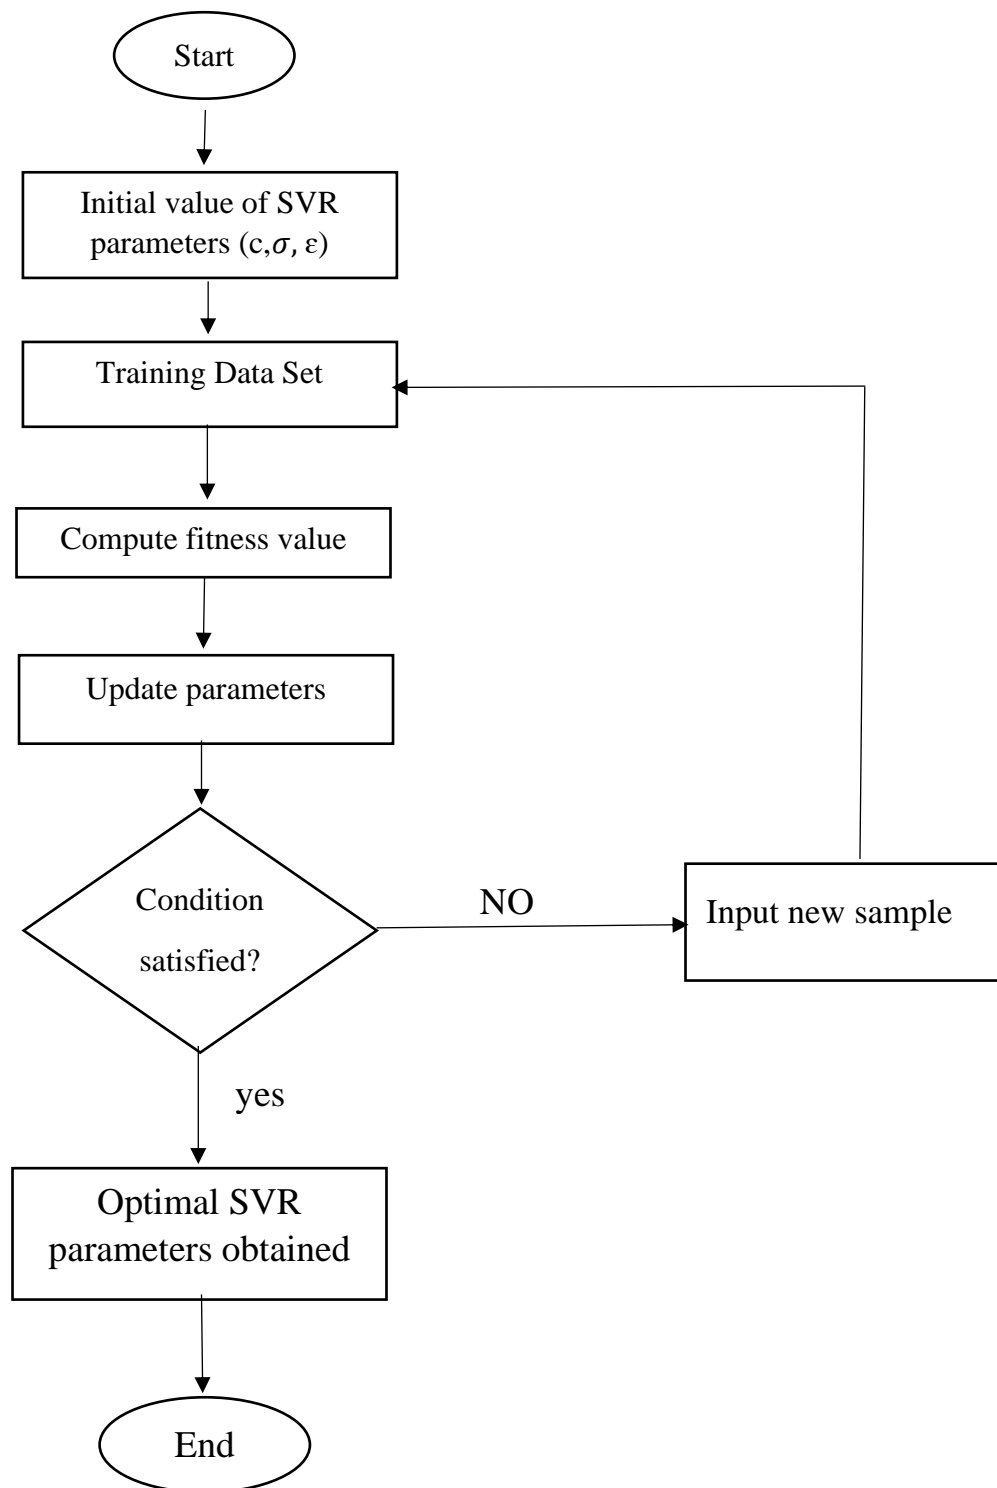 Start
Initial value of SVR
parameters (c,𝜎, ε)
Training Data Set
Compute fitness value
Update parameters
Condition
satisfied?
NO
Input new sample
yes
Optimal SVR
parameters obtained
End